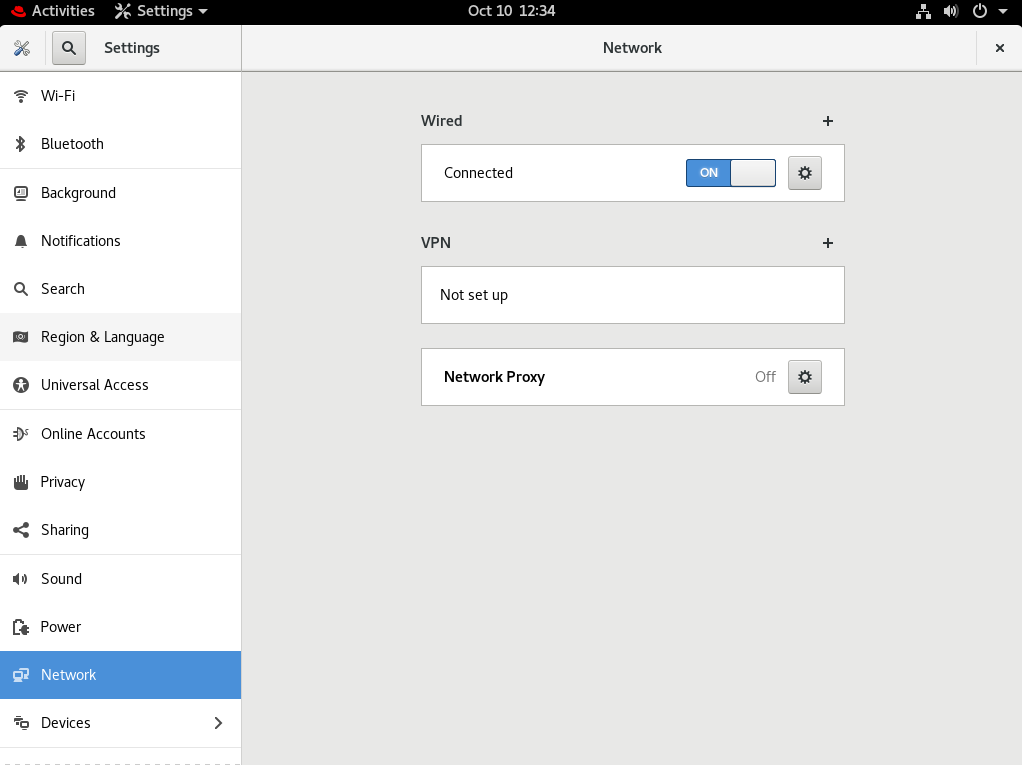 Activities Settings Oct 10 12:34
Settings Network
Wi-Fi
Bluetooth
Background
Notifications
Search
Region & Language
Universal Access
Online Accounts
Privacy
Sharing
Sound
Power
Network
Devices
Wired
Connected ON
VPN
Not set up
Network Proxy Off